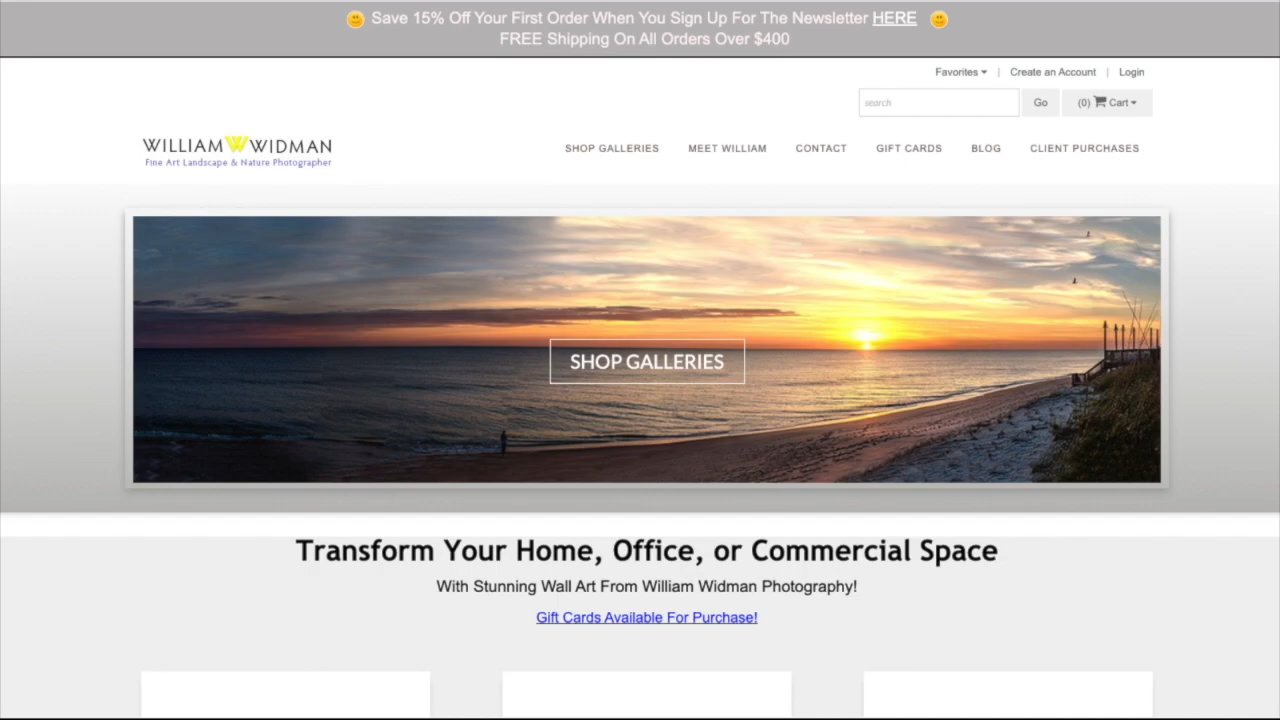 Save 15% Off Your First Order When You Sign Up For The Newsletter HERE
FREE Shipping On All Orders Over $400
Favorites | Create an Account | Login
search Go (0) Cart
WILLIAM W WIDMAN
Fine Art Landscape & Nature Photographer
SHOP GALLERIES MEET WILLIAM CONTACT GIFT CARDS BLOG CLIENT PURCHASES
SHOP GALLERIES
Transform Your Home, Office, or Commercial Space
With Stunning Wall Art From William Widman Photography!
Gift Cards Available For Purchase!